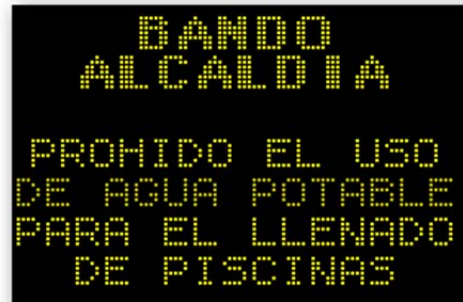 BANDO
ALCALDIA
PROHIDO EL USO
DE AGUA POTABLE
PARA EL LLENADO
DE PISCINAS